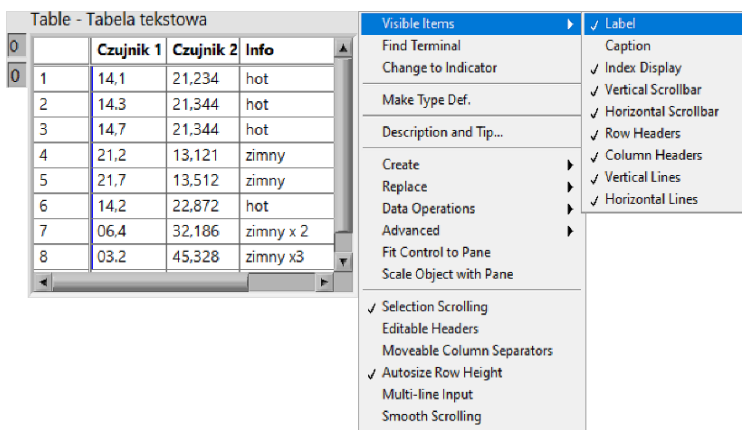 Table - Tabela tekstowa
0
0
Czujnik 1 Czujnik 2 Info
1 14,1 21,234 hot
2 14.3 21,344 hot
3 14,7 21,344 hot
4 21,2 13,121 zimny
5 21,7 13,512 zimny
6 14,2 22,872 hot
7 06,4 32,186 zimny x 2
8 03.2 45,328 zimny x3
Visible Items
Find Terminal
Change to Indicator
Make Type Def.
Description and Tip...
Create
Replace
Data Operations
Advanced
Fit Control to Pane
Scale Object with Pane
Selection Scrolling
Editable Headers
Moveable Column Separators
Autosize Row Height
Multi-line Input
Smooth Scrolling
Label
Caption
Index Display
Vertical Scrollbar
Horizontal Scrollbar
Row Headers
Column Headers
Vertical Lines
Horizontal Lines